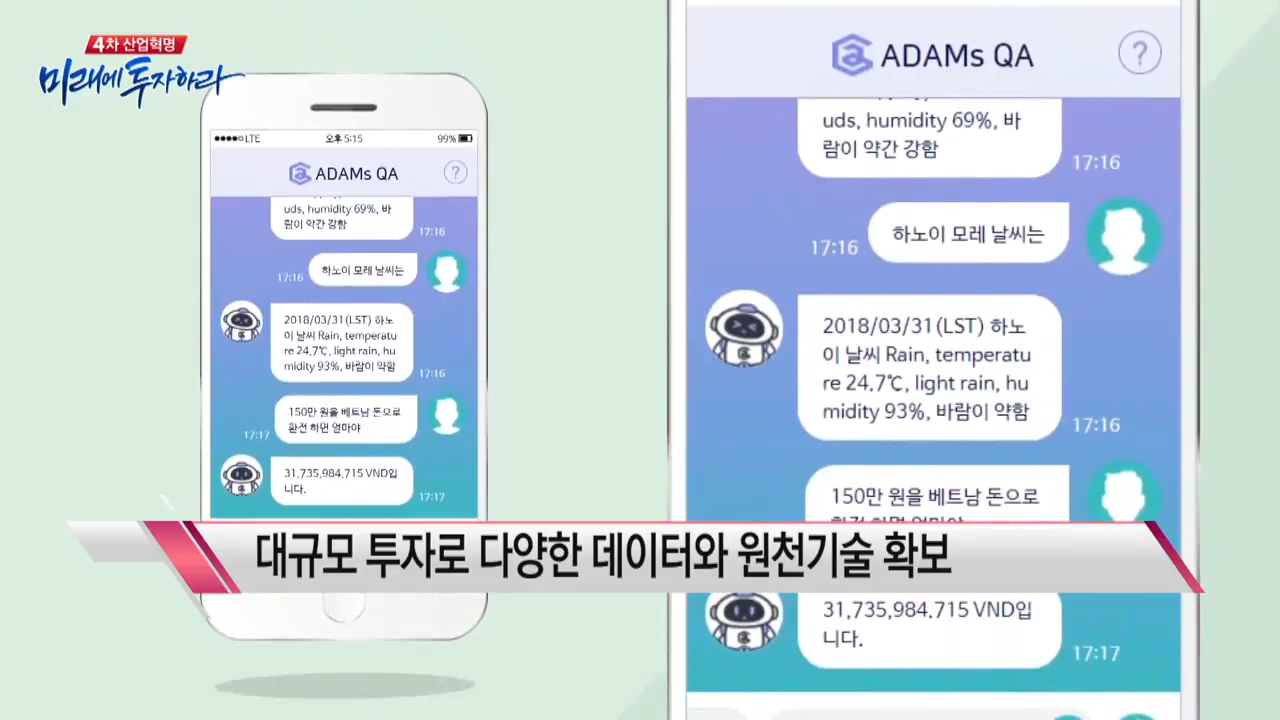 4차 산업혁명
미래에 투자하라
LTE
오후 5:15
99%
ADAMs QA
?
uds, humidity 69%, 바
람이 약간 강함
17:16
하노이 모레 날씨는
17:16
2018/03/31(LST) 하노
이 날씨 Rain, temperatu
re 24.7℃, light rain, hu
midity 93%, 바람이 약함
17:16
150만 원을 베트남 돈으로
환전 하면 얼마야
17:17
31,735,984,715 VND입
니다.
17:17
ADAMs QA
?
uds, humidity 69%, 바
람이 약간 강함
17:16
하노이 모레 날씨는
17:16
2018/03/31(LST) 하노
이 날씨 Rain, temperatu
re 24.7℃, light rain, hu
midity 93%, 바람이 약함
17:16
150만 원을 베트남 돈으로
환전 하면 얼마야
31,735,984,715 VND입
니다.
17:17
대규모 투자로 다양한 데이터와 원천기술 확보